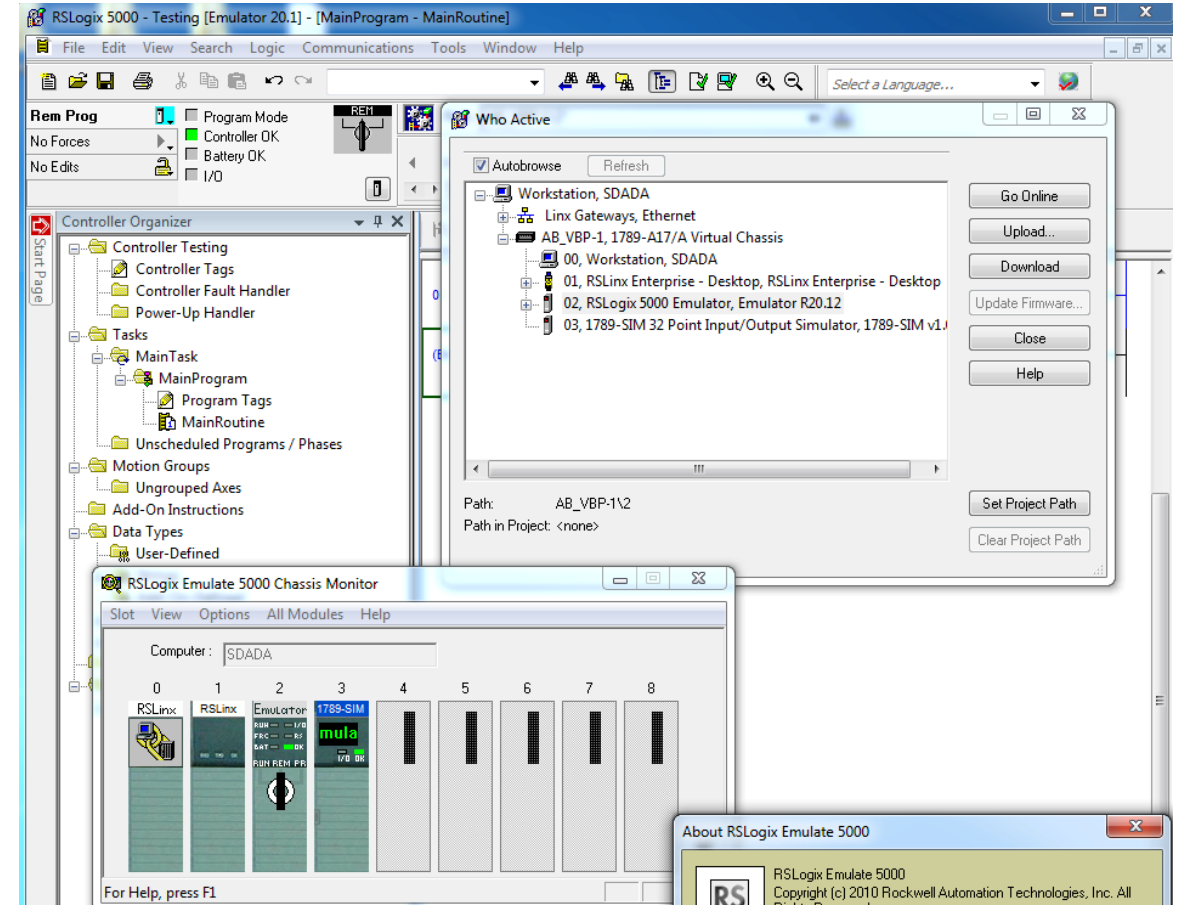 RSLogix 5000 - Testing [Emulator 20.1] - [MainProgram - MainRoutine]
File Edit View Search Logic Communications Tools Window Help
Select a Language...
Rem Prog
No Forces
No Edits
Program Mode
Controller OK
Battery OK
I/O
REM
Controller Organizer
Start Page
Controller Testing
Controller Tags
Controller Fault Handler
Power-Up Handler
Tasks
MainTask
MainProgram
Program Tags
MainRoutine
Unscheduled Programs / Phases
Motion Groups
Ungrouped Axes
Add-On Instructions
Data Types
User-Defined
0
(E
Who Active
Autobrowse
Refresh
Workstation, SDADA
Linx Gateways, Ethernet
AB_VBP-1, 1789-A17/A Virtual Chassis
00, Workstation, SDADA
01, RSLinx Enterprise - Desktop, RSLinx Enterprise - Desktop
02, RSLogix 5000 Emulator, Emulator R20.12
03, 1789-SIM 32 Point Input/Output Simulator, 1789-SIM v1.
Go Online
Upload...
Download
Update Firmware...
Close
Help
Path: AB_VBP-1\2
Path in Project: <none>
Set Project Path
Clear Project Path
RSLogix Emulate 5000 Chassis Monitor
Slot View Options All Modules Help
Computer : SDADA
0 1 2 3 4 5 6 7 8
RSLinx RSLinx Emulator 1789-SIM
RUN I/O
FRC RS
BAT OK
RUN REM PR
mula
I/O OK
For Help, press F1
About RSLogix Emulate 5000
RS
RSLogix Emulate 5000
Copyright (c) 2010 Rockwell Automation Technologies, Inc. All